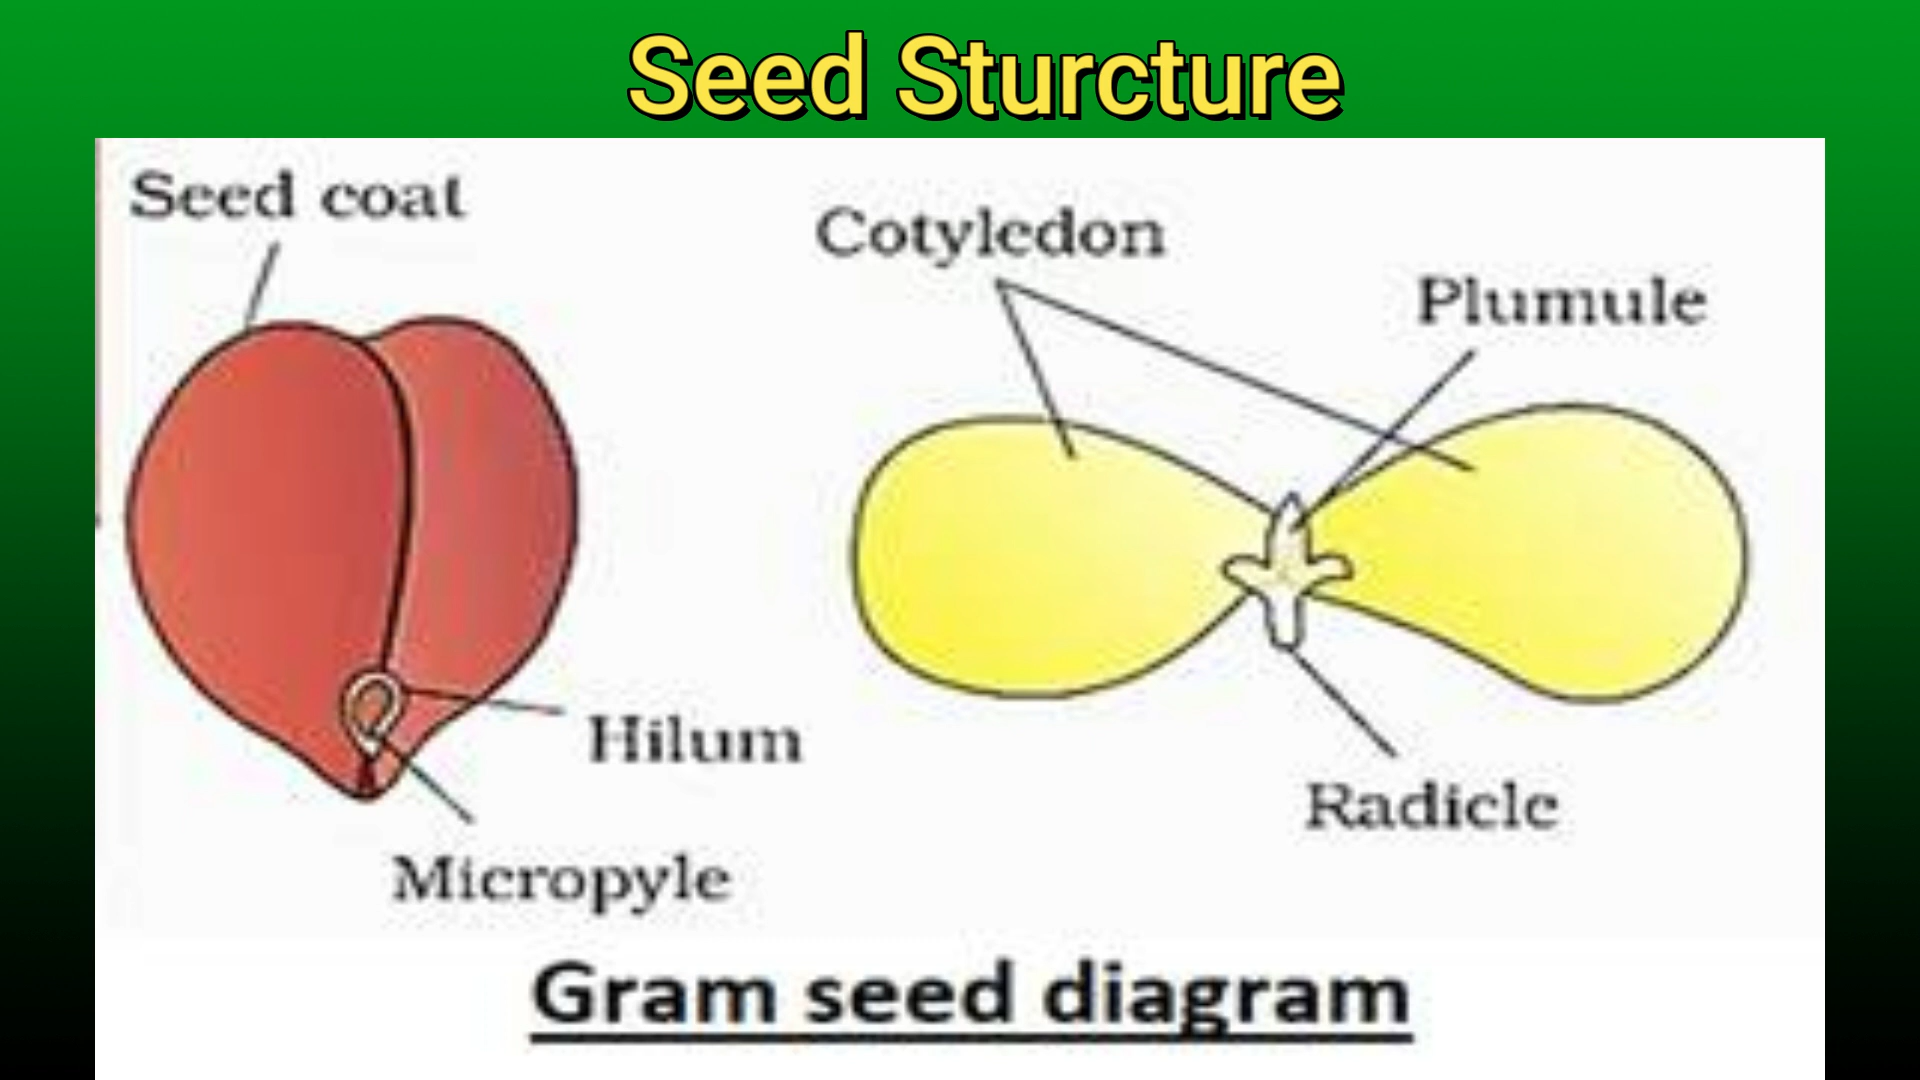 Seed Sturcture
Seed coat
Cotyledon
Plumule
Hilum
Radicle
Micropyle
Gram seed diagram